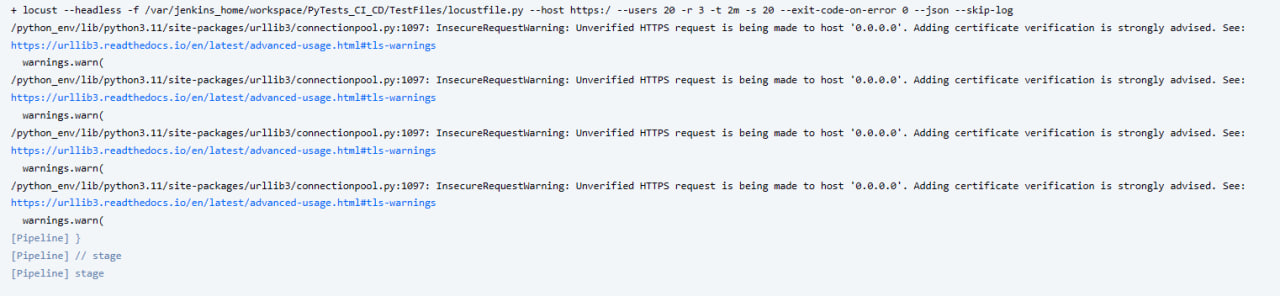 + locust --headless -f /var/jenkins_home/workspace/PyTests_CI_CD/TestFiles/locustfile.py --host https:/ --users 20 -r 3 -t 2m -s 20 --exit-code-on-error 0 --json --skip-log
/python_env/lib/python3.11/site-packages/urllib3/connectionpool.py:1097: InsecureRequestWarning: Unverified HTTPS request is being made to host '0.0.0.0'. Adding certificate verification is strongly advised. See:
https://urllib3.readthedocs.io/en/latest/advanced-usage.html#tls-warnings
  warnings.warn(
/python_env/lib/python3.11/site-packages/urllib3/connectionpool.py:1097: InsecureRequestWarning: Unverified HTTPS request is being made to host '0.0.0.0'. Adding certificate verification is strongly advised. See:
https://urllib3.readthedocs.io/en/latest/advanced-usage.html#tls-warnings
  warnings.warn(
/python_env/lib/python3.11/site-packages/urllib3/connectionpool.py:1097: InsecureRequestWarning: Unverified HTTPS request is being made to host '0.0.0.0'. Adding certificate verification is strongly advised. See:
https://urllib3.readthedocs.io/en/latest/advanced-usage.html#tls-warnings
  warnings.warn(
/python_env/lib/python3.11/site-packages/urllib3/connectionpool.py:1097: InsecureRequestWarning: Unverified HTTPS request is being made to host '0.0.0.0'. Adding certificate verification is strongly advised. See:
https://urllib3.readthedocs.io/en/latest/advanced-usage.html#tls-warnings
  warnings.warn(
[Pipeline] }
[Pipeline] // stage
[Pipeline] stage